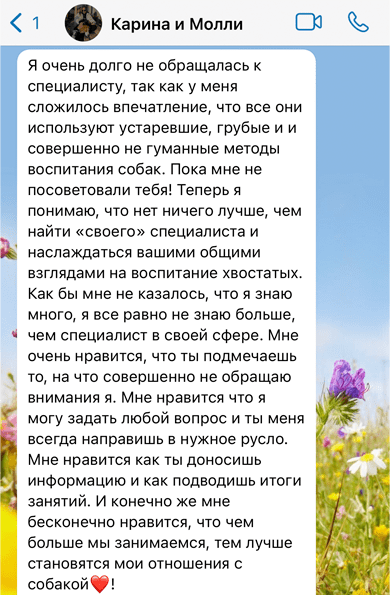 1
Карина и Молли
Я очень долго не обращалась к
специалисту, так как у меня
сложилось впечатление, что все они
используют устаревшие, грубые и и
совершенно не гуманные методы
воспитания собак. Пока мне не
посоветовали тебя! Теперь я
понимаю, что нет ничего лучше, чем
найти «своего» специалиста и
наслаждаться вашими общими
взглядами на воспитание хвостатых.
Как бы мне не казалось, что я знаю
много, я все равно не знаю больше,
чем специалист в своей сфере. Мне
очень нравится, что ты подмечаешь
то, на что совершенно не обращаю
внимания я. Мне нравится что я
могу задать любой вопрос и ты меня
всегда направишь в нужное русло.
Мне нравится как ты доносишь
информацию и как подводишь итоги
занятий. И конечно же мне
бесконечно нравится, что чем
больше мы занимаемся, тем лучше
становятся мои отношения с
собакой❤️!